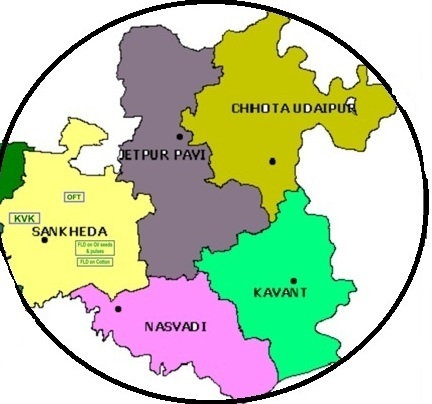 CHHOTA UDAIPUR
JETPUR PAVI
OFT
KVK
SANKHEDA
FLD on Oil seeds
& pulses
FLD on Cotton
KAVANT
NASVADI